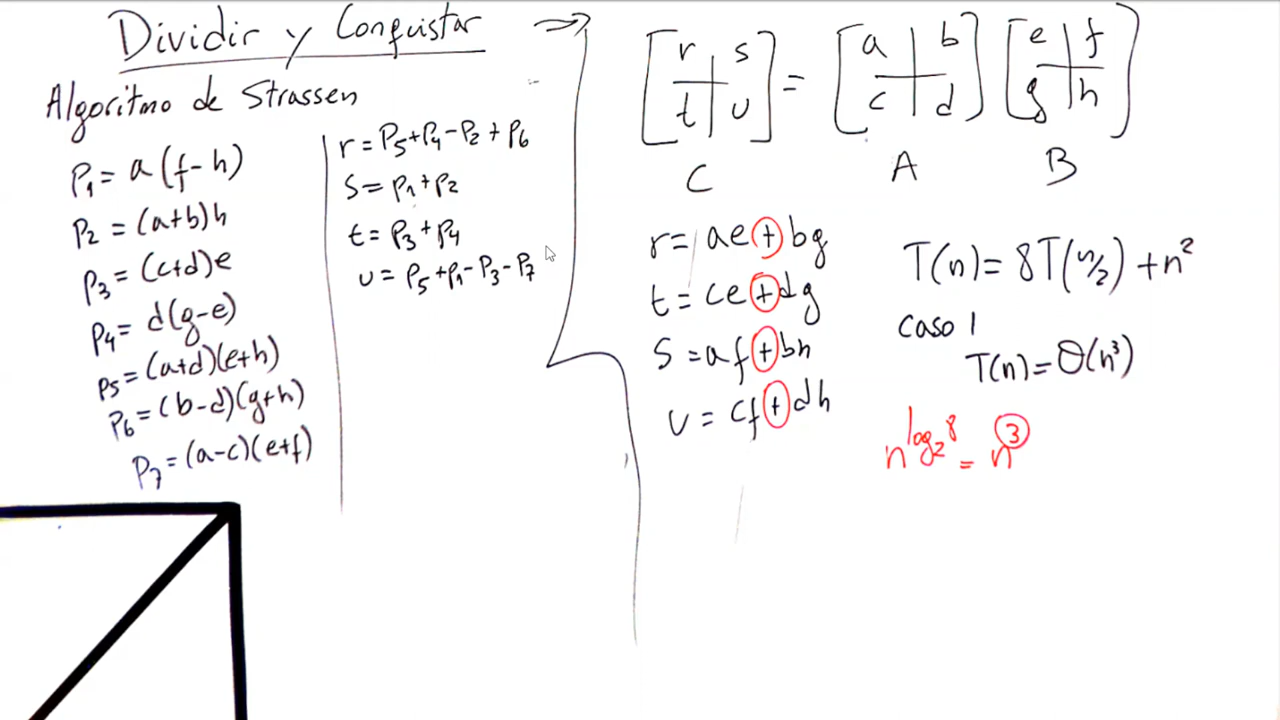 Dividir y Conquistar
Algoritmo de Strassen
P1 = a(f-h)
P2 = (a+b)h
P3 = (c+d)e
P4 = d(g-e)
P5 = (a+d)(e+h)
P6 = (b-d)(g+h)
P7 = (a-c)(e+f)
r = P5+P4-P2+P6
S = P1+P2
t = P3+P4
u = P5+P1-P3-P7
[r s
t u] = [a b
c d] [e f
g h]
C A B
r = ae + bg
t = ce + dg
S = af + bh
u = cf + dh
T(n) = 8T(n/2) + n²
caso 1
T(n) = Θ(n³)
n^log₂8 = n³